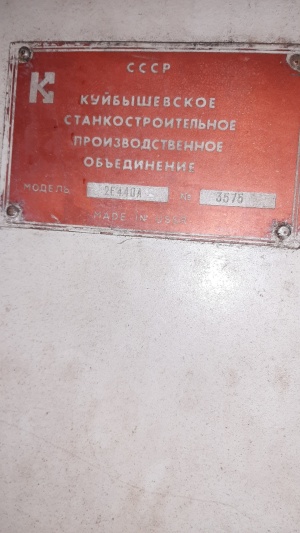 СССР
КУЙБЫШЕВСКОЕ
СТАНКОСТРОИТЕЛЬНОЕ
ПРОИЗВОДСТВЕННОЕ
ОБЪЕДИНЕНИЕ
МОДЕЛЬ 2Е440А № 3576
MADE IN USSR